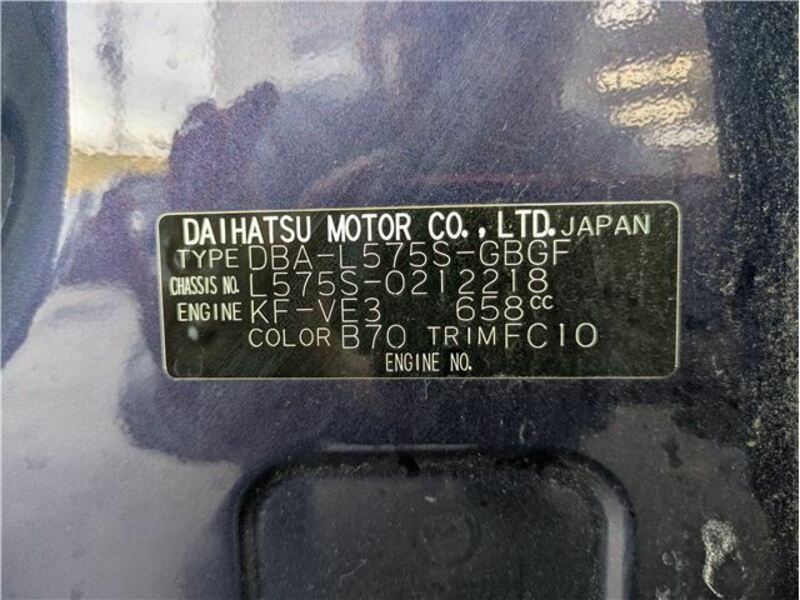 DAIHATSU MOTOR CO., LTD. JAPAN
TYPE DBA-L575S-GBGF
CHASSIS NO. L575S-0212218
ENGINE KF-VE3 658CC
COLOR B70 TRIM FC10
ENGINE NO.